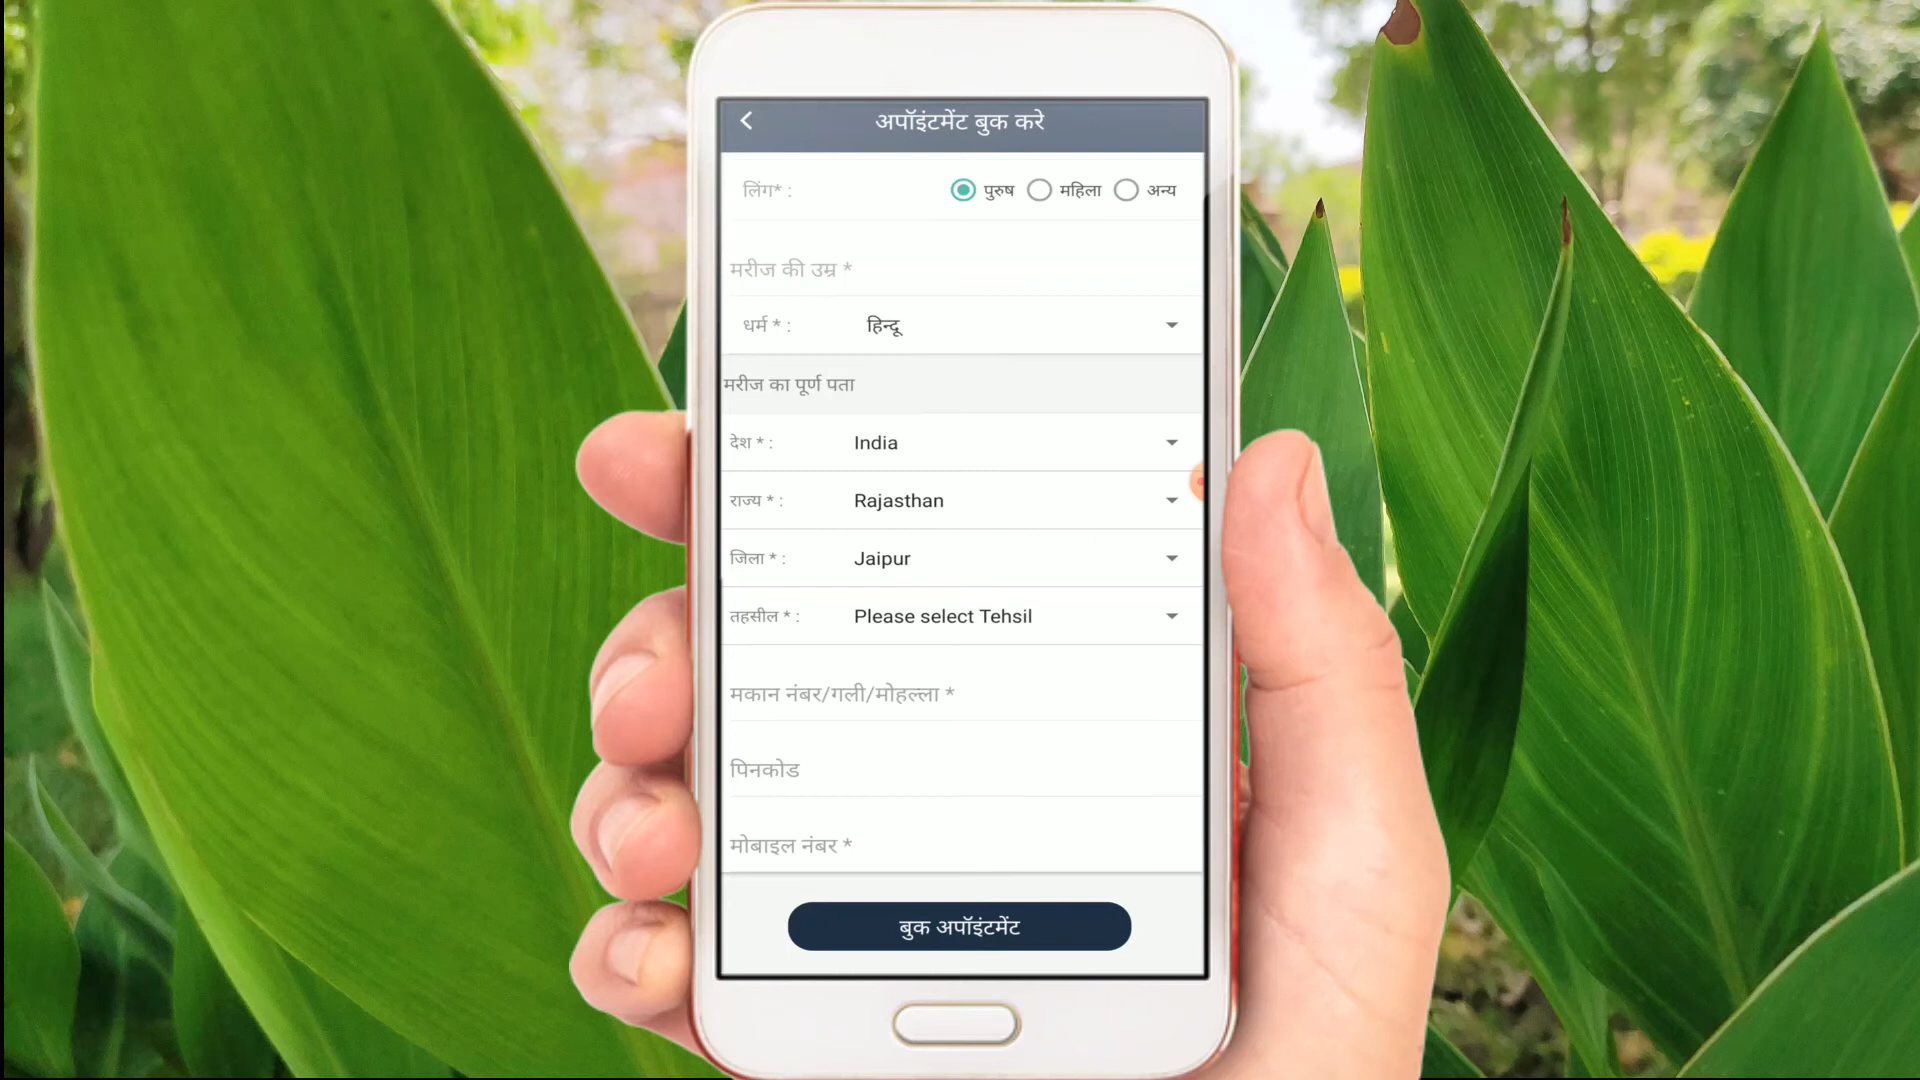 अपॉइंटमेंट बुक करे
लिंग* : पुरुष महिला अन्य
मरीज की उम्र *
धर्म * : हिन्दू
मरीज का पूर्ण पता
देश * : India
राज्य * : Rajasthan
जिला * : Jaipur
तहसील * : Please select Tehsil
मकान नंबर/गली/मोहल्ला *
पिनकोड
मोबाइल नंबर *
बुक अपॉइंटमेंट